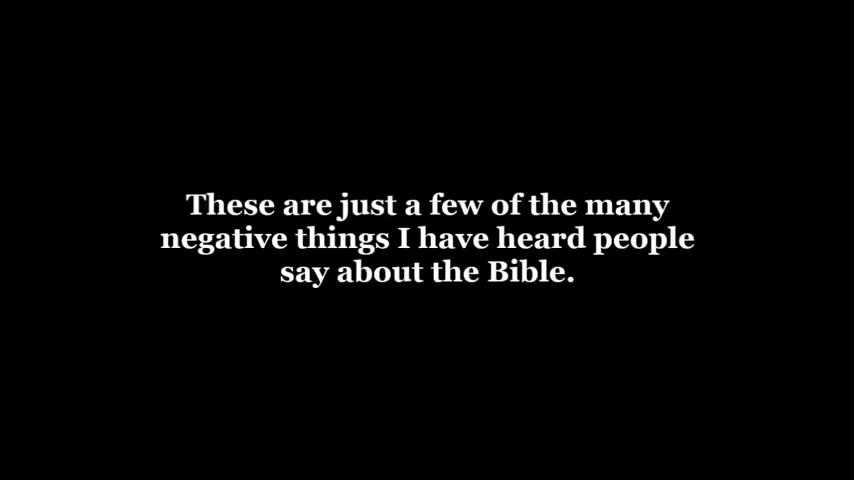 These are just a few of the many
negative things I have heard people
say about the Bible.